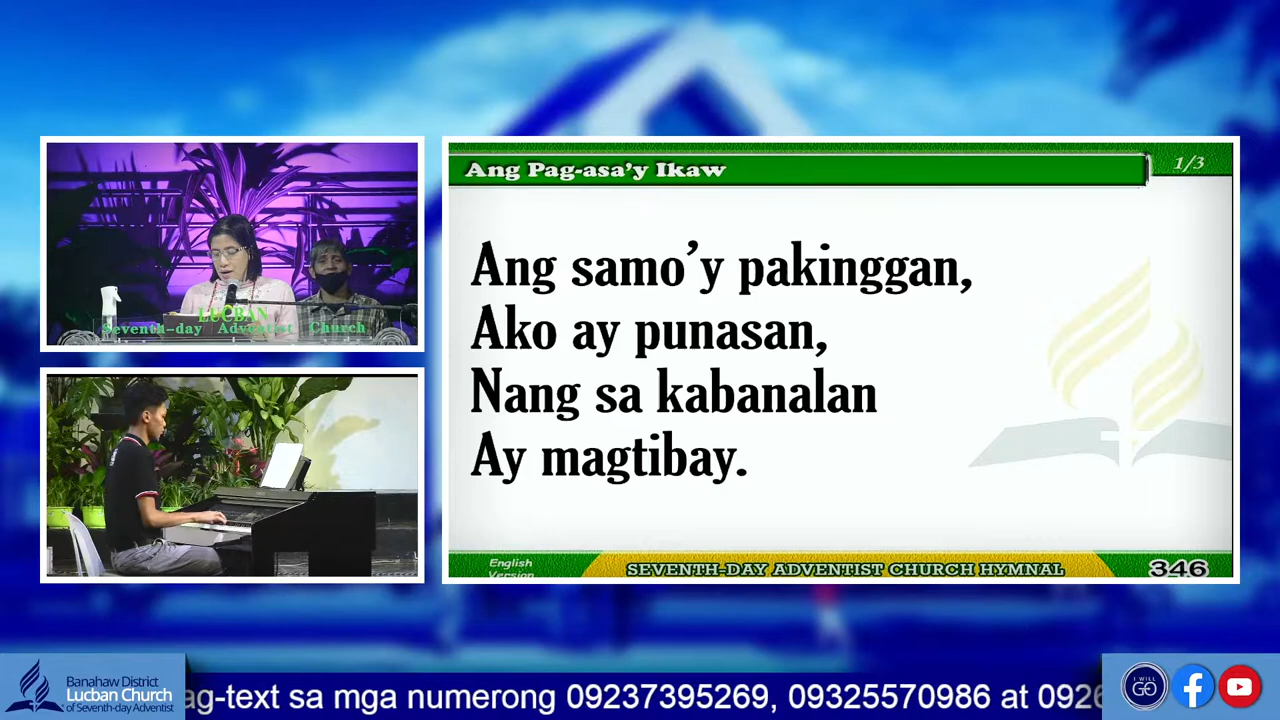 Ang Pag-asa’y Ikaw
1/3
Ang samo’y pakinggan,
Ako ay punasan,
Nang sa kabanalan
Ay magtibay.
English
Version
SEVENTH-DAY ADVENTIST CHURCH HYMNAL
346
LUCBAN
Seventh-day Adventist Church
Banahaw District
Lucban Church
of Seventh-day Adventist
ag-text sa mga numerong 09237395269, 09325570986 at 0926
I WILL
GO